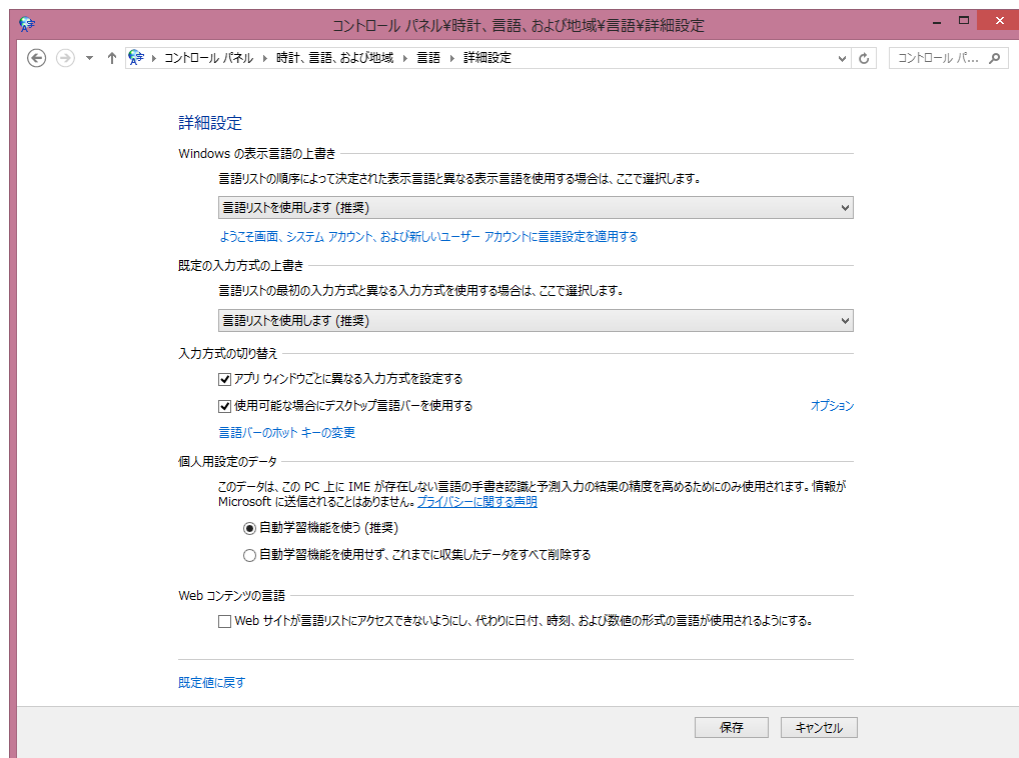 コントロール パネル¥時計、言語、および地域¥言語¥詳細設定
コントロール パネル 時計、言語、および地域 言語 詳細設定
コントロール パ...
詳細設定
Windows の表示言語の上書き
言語リストの順序によって決定された表示言語と異なる表示言語を使用する場合は、ここで選択します。
言語リストを使用します (推奨)
ようこそ画面、システム アカウント、および新しいユーザー アカウントに言語設定を適用する
既定の入力方式の上書き
言語リストの最初の入力方式と異なる入力方式を使用する場合は、ここで選択します。
言語リストを使用します (推奨)
入力方式の切り替え
アプリ ウィンドウごとに異なる入力方式を設定する
使用可能な場合にデスクトップ言語バーを使用する オプション
言語バーのホット キーの変更
個人用設定のデータ
このデータは、この PC 上に IME が存在しない言語の手書き認識と予測入力の結果の精度を高めるためにのみ使用されます。情報が
Microsoft に送信されることはありません。プライバシーに関する声明
自動学習機能を使う (推奨)
自動学習機能を使用せず、これまでに収集したデータをすべて削除する
Web コンテンツの言語
Web サイトが言語リストにアクセスできないようにし、代わりに日付、時刻、および数値の形式の言語が使用されるようにする。
既定値に戻す
保存 キャンセル